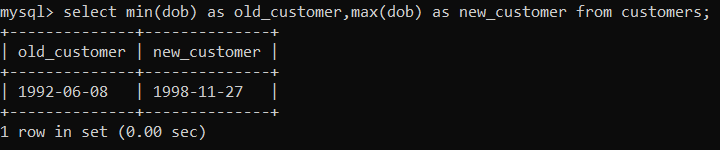 mysql> select min(dob) as old_customer,max(dob) as new_customer from customers;
+--------------+--------------+
| old_customer | new_customer |
+--------------+--------------+
| 1992-06-08   | 1998-11-27   |
+--------------+--------------+
1 row in set (0.00 sec)